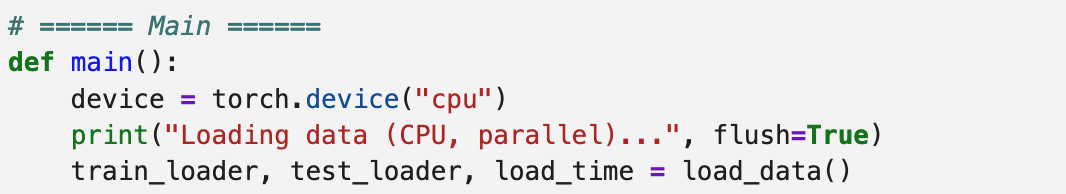 # ====== Main ======
def main():
    device = torch.device("cpu")
    print("Loading data (CPU, parallel)...", flush=True)
    train_loader, test_loader, load_time = load_data()